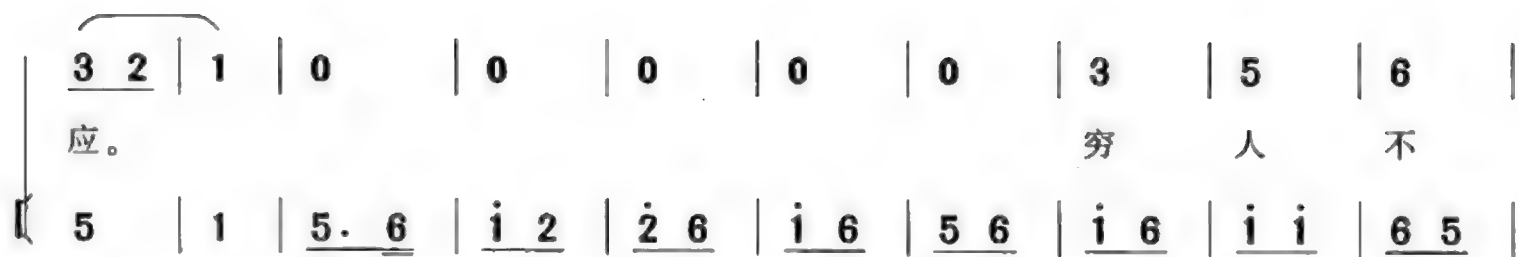 3 2 | 1 | 0 | 0 | 0 | 0 | 0 | 3 | 5 | 6 |
应。 穷 人 不
5 | 1 | 5· 6 | i̇ 2 | 2̇ 6 | i̇ 6 | 5 6 | i̇ 6 | i̇ i̇ | 6 5 |